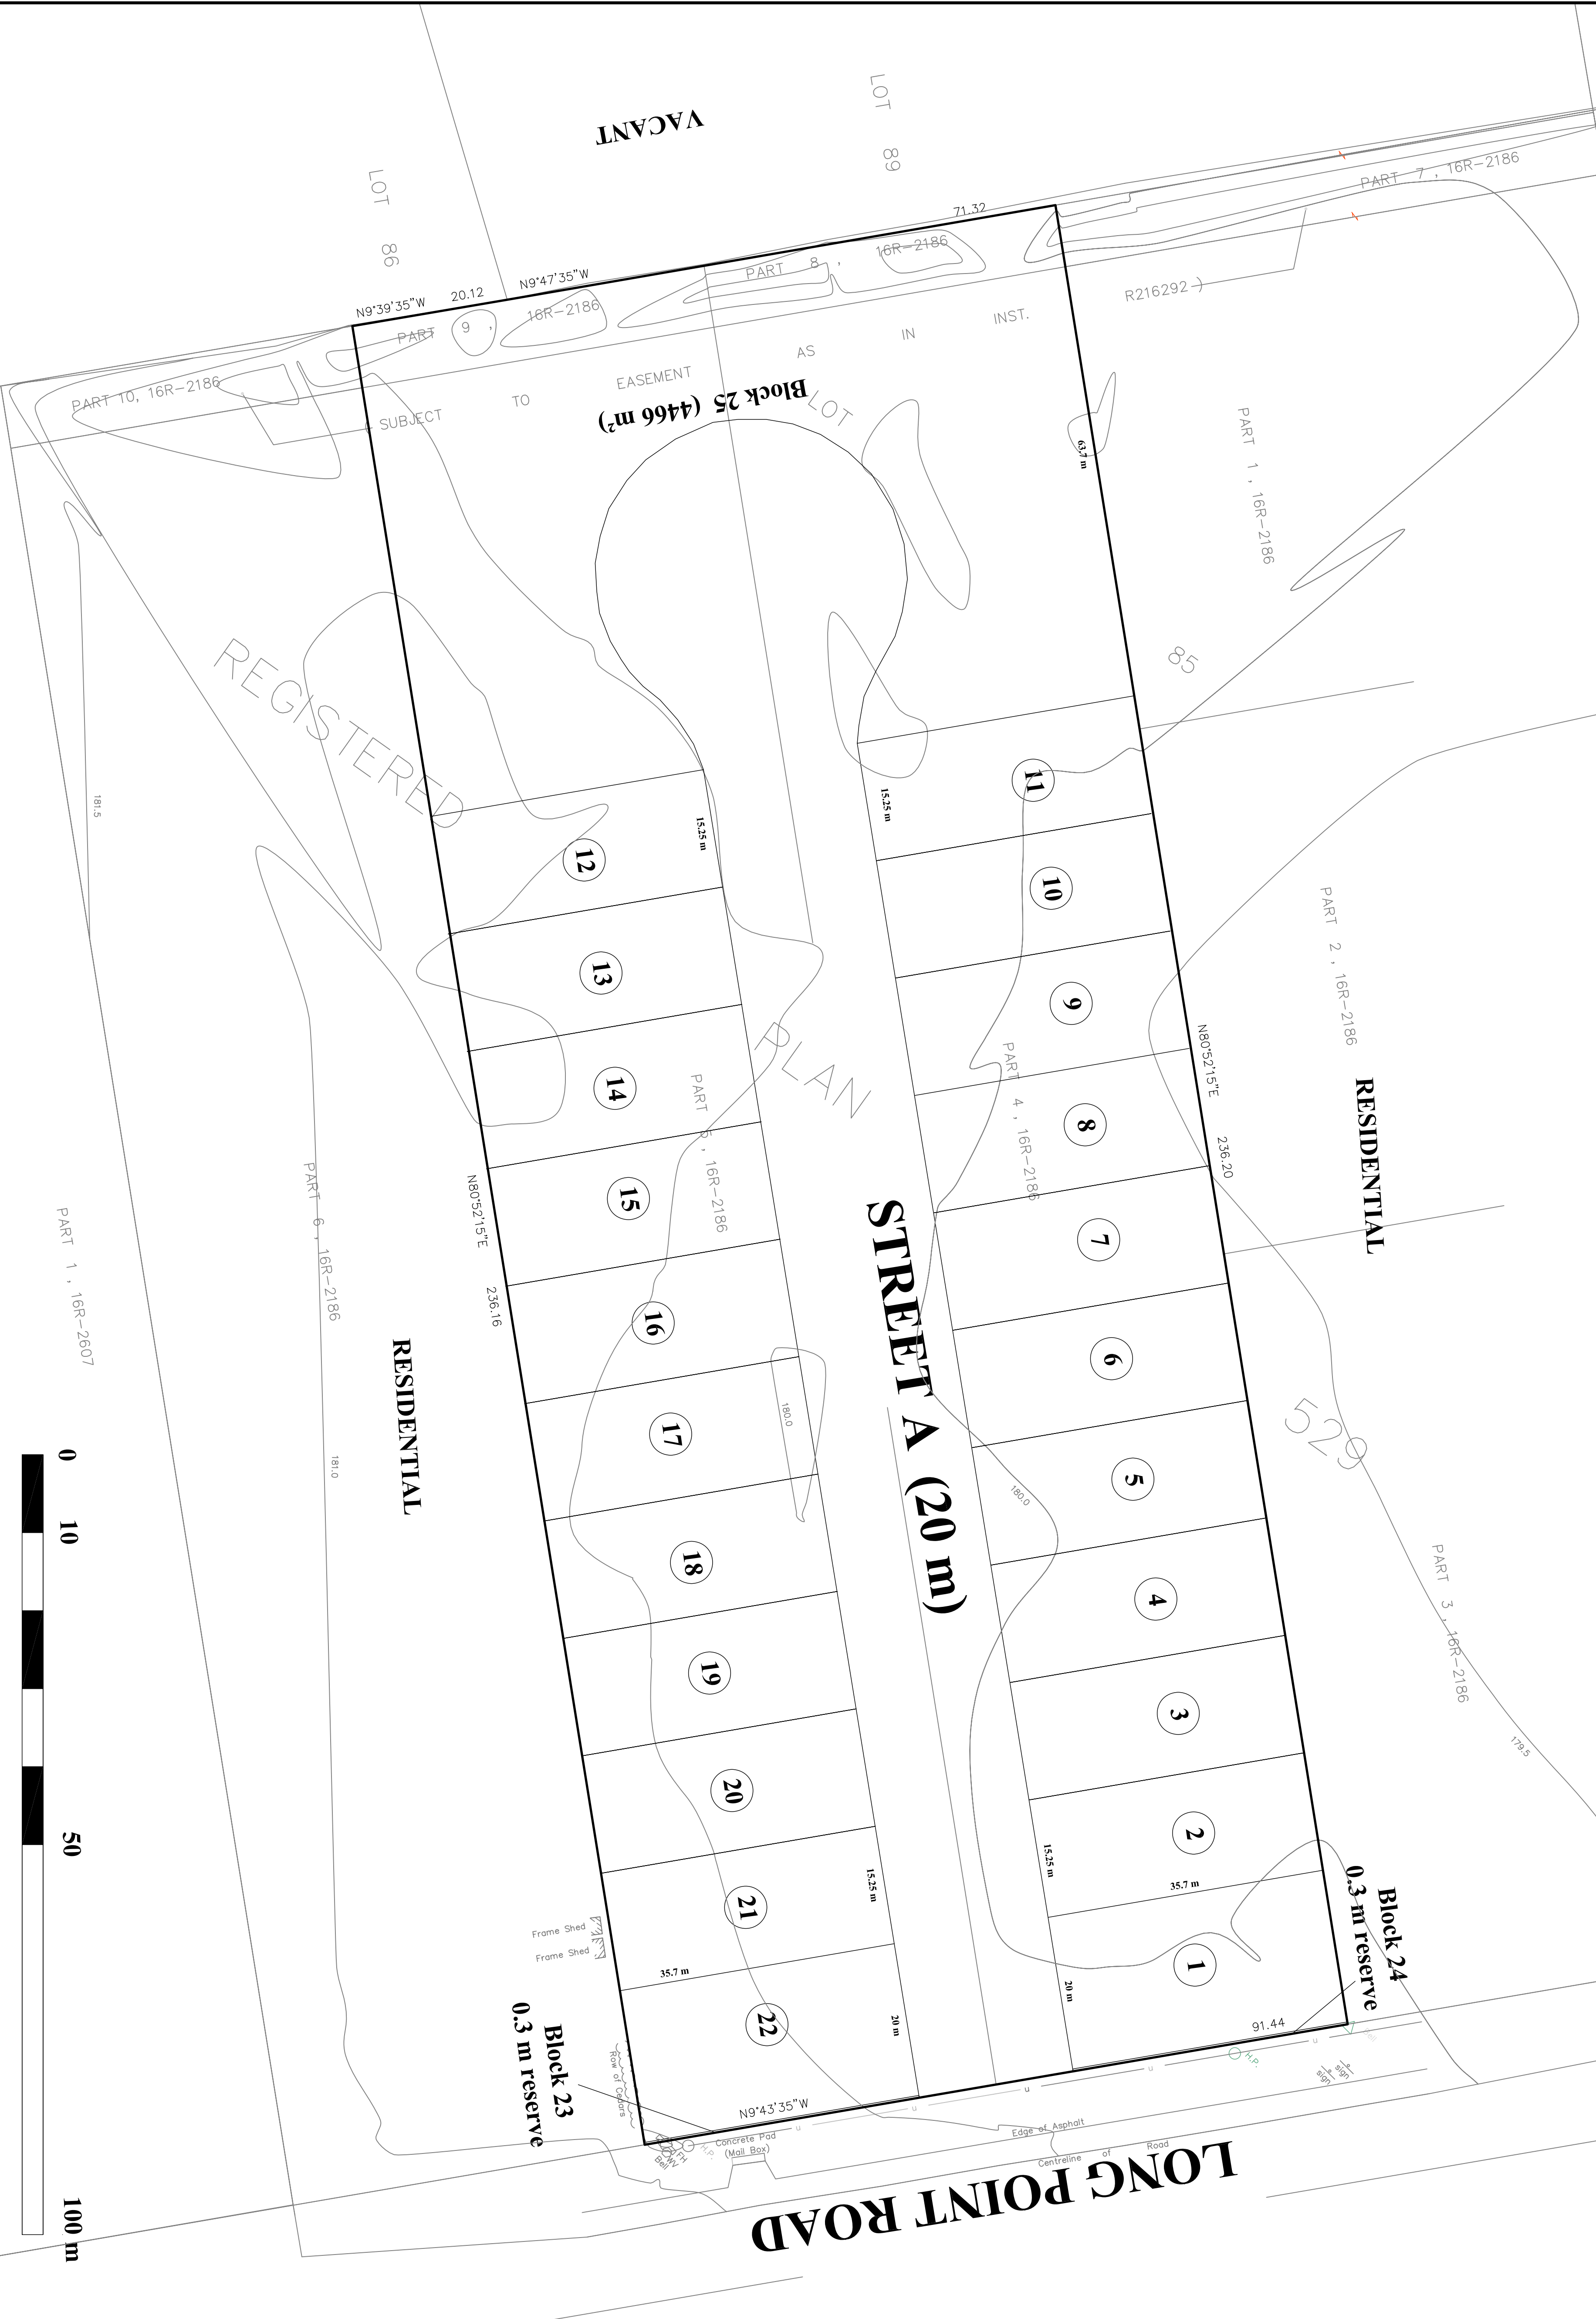 VACANT
LOT 89
LOT 86
PART 7 , 16R-2186
71.32
N9°47'35"W
20.12
N9°39'35"W
PART 8 , 16R-2186
PART 9 , 16R-2186
PART 10, 16R-2186
( SUBJECT TO EASEMENT AS IN INST. R216292 )
Block 25 (4466 m²)
LOT
63.7 m
PART 1 , 16R-2186
85
REGISTERED
PLAN
529
181.5
11
15.25 m
12
15.25 m
10
13
9
14
8
15
7
16
6
17
5
18
4
19
3
20
2
21
1
22
PART 2 , 16R-2186
N80°52'15"E
236.20
RESIDENTIAL
PART 4 , 16R-2186
PART 5 , 16R-2186
STREET A (20 m)
N80°52'15"E
236.16
PART 6 , 16R-2186
PART 1 , 16R-2607
RESIDENTIAL
181.0
180.0
180.0
PART 3 , 16R-2186
179.5
0
10
50
100 m
15.25 m
35.7 m
20 m
Block 24
0.3 m reserve
15.25 m
35.7 m
20 m
Frame Shed
Frame Shed
Block 23
0.3 m reserve
Row of Cedars
91.44
N9°43'35"W
H.P.
sign
sign
u
u
u
u
u
Concrete Pad
(Mail Box)
H.P.
FH
WV
Bell
Edge of Asphalt
Centreline of Road
LONG POINT ROAD